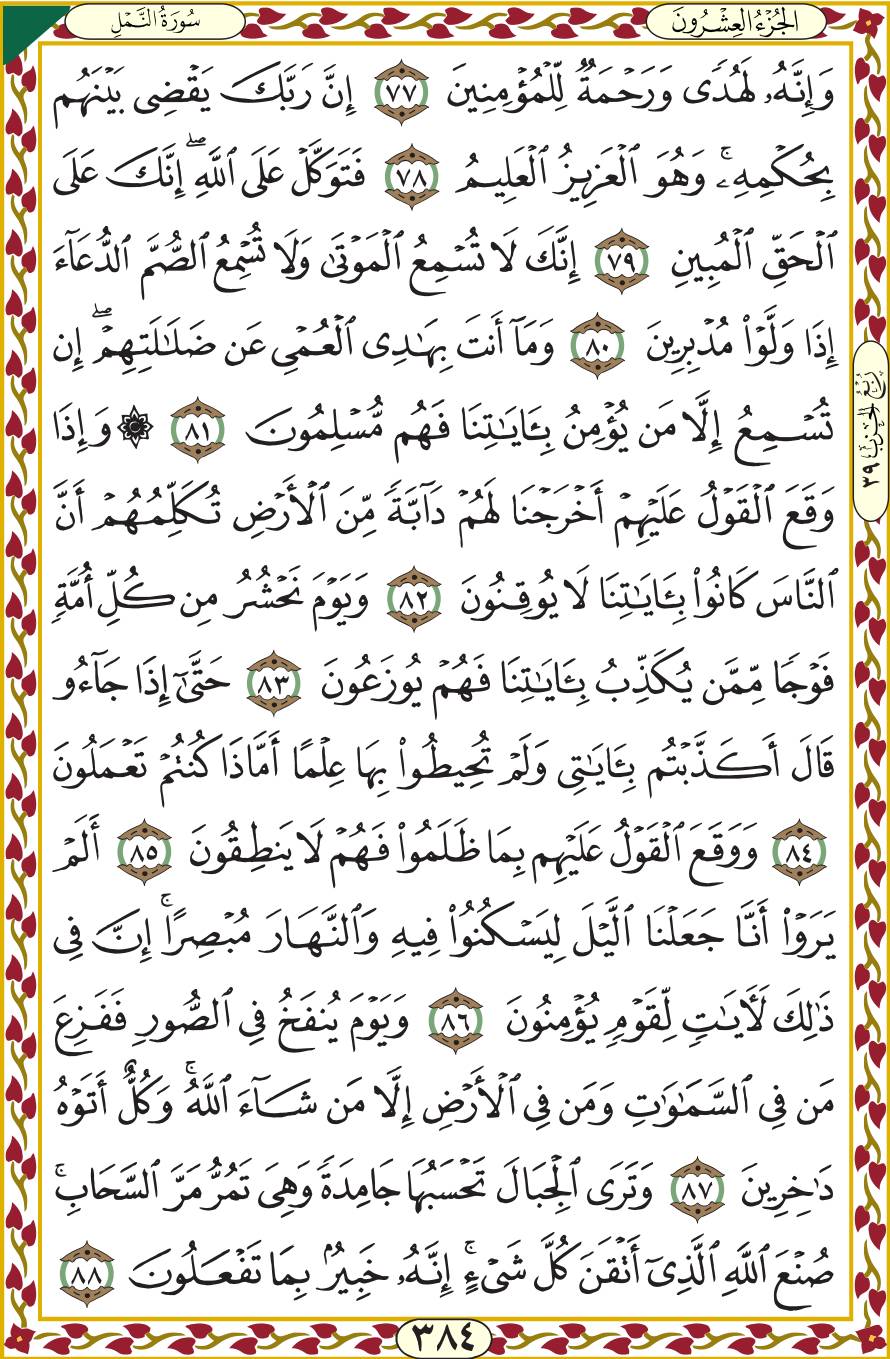 الجُزْءُ العِشْرُونَ
سُورَةُ النَّمْلِ
وَإِنَّهُۥ لَهُدٗى وَرَحۡمَةٞ لِّلۡمُؤۡمِنِينَ ٧٧ إِنَّ رَبَّكَ يَقۡضِي بَيۡنَهُم
بِحُكۡمِهِۦۚ وَهُوَ ٱلۡعَزِيزُ ٱلۡعَلِيمُ ٧٨ فَتَوَكَّلۡ عَلَى ٱللَّهِۖ إِنَّكَ عَلَى
ٱلۡحَقِّ ٱلۡمُبِينِ ٧٩ إِنَّكَ لَا تُسۡمِعُ ٱلۡمَوۡتَىٰ وَلَا تُسۡمِعُ ٱلصُّمَّ ٱلدُّعَآءَ
إِذَا وَلَّوۡاْ مُدۡبِرِينَ ٨٠ وَمَآ أَنتَ بِهَٰدِي ٱلۡعُمۡيِ عَن ضَلَٰلَتِهِمۡۖ إِن
تُسۡمِعُ إِلَّا مَن يُؤۡمِنُ بِـَٔايَٰتِنَا فَهُم مُّسۡلِمُونَ ٨١ ۞ وَإِذَا
وَقَعَ ٱلۡقَوۡلُ عَلَيۡهِمۡ أَخۡرَجۡنَا لَهُمۡ دَآبَّةٗ مِّنَ ٱلۡأَرۡضِ تُكَلِّمُهُمۡ أَنَّ
ٱلنَّاسَ كَانُواْ بِـَٔايَٰتِنَا لَا يُوقِنُونَ ٨٢ وَيَوۡمَ نَحۡشُرُ مِن كُلِّ أُمَّةٖ
فَوۡجٗا مِّمَّن يُكَذِّبُ بِـَٔايَٰتِنَا فَهُمۡ يُوزَعُونَ ٨٣ حَتَّىٰٓ إِذَا جَآءُو
قَالَ أَكَذَّبۡتُم بِـَٔايَٰتِي وَلَمۡ تُحِيطُواْ بِهَا عِلۡمًا أَمَّاذَا كُنتُمۡ تَعۡمَلُونَ
٨٤ وَوَقَعَ ٱلۡقَوۡلُ عَلَيۡهِم بِمَا ظَلَمُواْ فَهُمۡ لَا يَنطِقُونَ ٨٥ أَلَمۡ
يَرَوۡاْ أَنَّا جَعَلۡنَا ٱلَّيۡلَ لِيَسۡكُنُواْ فِيهِ وَٱلنَّهَارَ مُبۡصِرًاۚ إِنَّ فِي
ذَٰلِكَ لَأٓيَٰتٖ لِّقَوۡمٖ يُؤۡمِنُونَ ٨٦ وَيَوۡمَ يُنفَخُ فِي ٱلصُّورِ فَفَزِعَ
مَن فِي ٱلسَّمَٰوَٰتِ وَمَن فِي ٱلۡأَرۡضِ إِلَّا مَن شَآءَ ٱللَّهُۚ وَكُلٌّ أَتَوۡهُ
دَٰخِرِينَ ٨٧ وَتَرَى ٱلۡجِبَالَ تَحۡسَبُهَا جَامِدَةٗ وَهِيَ تَمُرُّ مَرَّ ٱلسَّحَابِۚ
صُنۡعَ ٱللَّهِ ٱلَّذِيٓ أَتۡقَنَ كُلَّ شَيۡءٍۚ إِنَّهُۥ خَبِيرُۢ بِمَا تَفۡعَلُونَ ٨٨
رُبْعُ الحِزْبِ ٣٩
٣٨٤